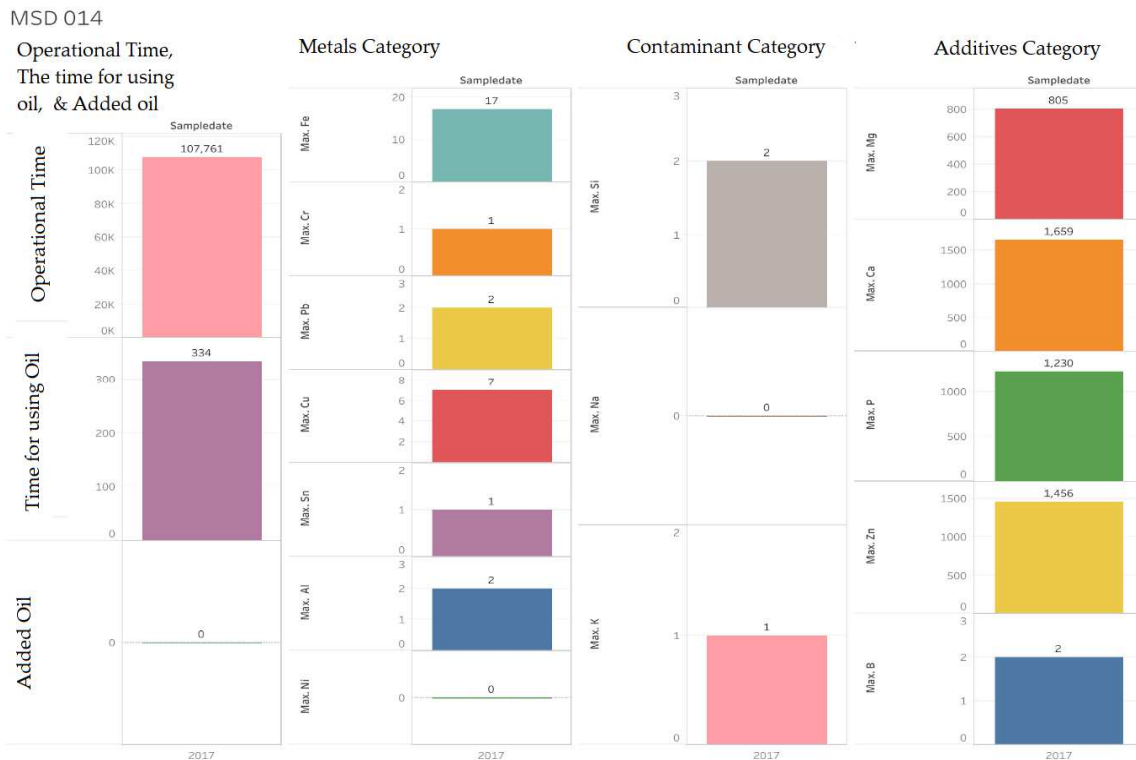 MSD 014
Operational Time,
The time for using
oil, & Added oil
Sampledate
Operational Time
120K
100K
80K
60K
40K
20K
0K
107,761
Time for using Oil
300
200
100
0
334
Added Oil
0
0
2017
Metals Category
Sampledate
Max. Fe
20
10
0
17
Max. Cr
2
1
0
1
Max. Pb
3
2
1
0
2
Max. Cu
8
6
4
2
7
Max. Sn
2
1
0
1
Max. Al
3
2
1
0
2
Max. Ni
0
0
2017
Contaminant Category
Sampledate
Max. Si
3
2
1
0
2
Max. Na
0
0
Max. K
2
1
0
1
2017
Additives Category
Sampledate
Max. Mg
800
600
400
200
0
805
Max. Ca
1500
1000
500
0
1,659
Max. P
1000
500
0
1,230
Max. Zn
1500
1000
500
0
1,456
Max. B
3
2
1
0
2
2017